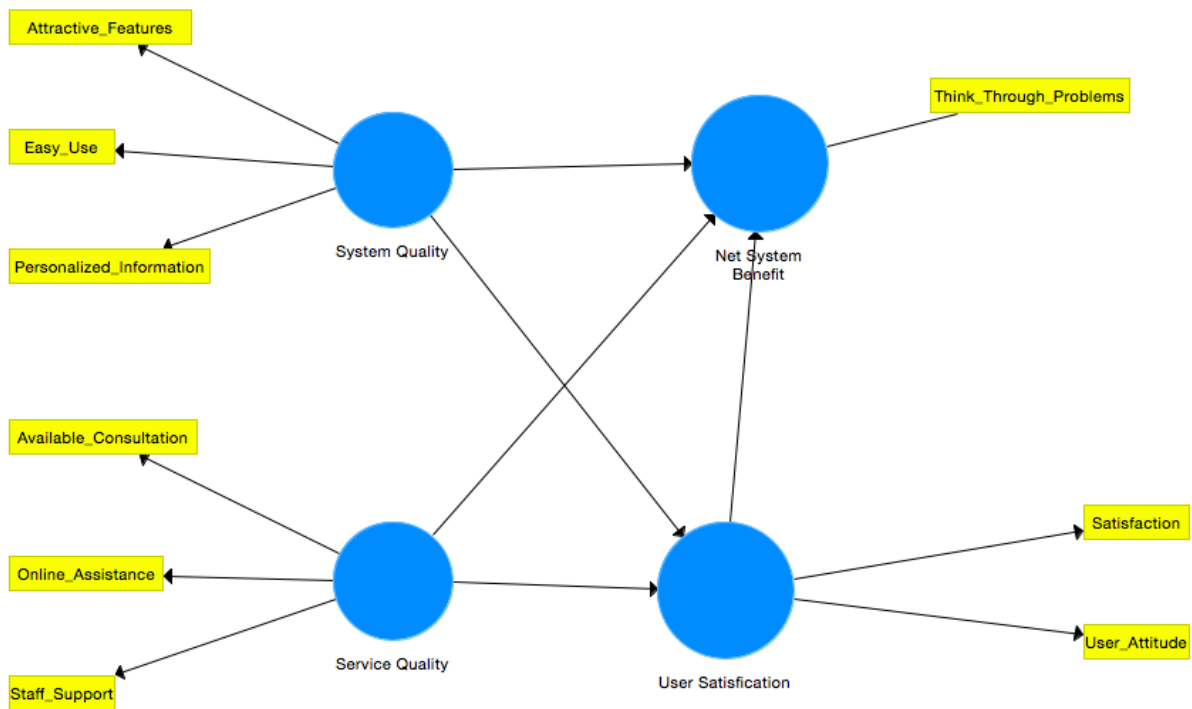 Attractive_Features
Think_Through_Problems
Easy_Use
System Quality
Net System
Benefit
Personalized_Information
Available_Consultation
Satisfaction
Online_Assistance
User_Attitude
Service Quality
User Satisfication
Staff_Support